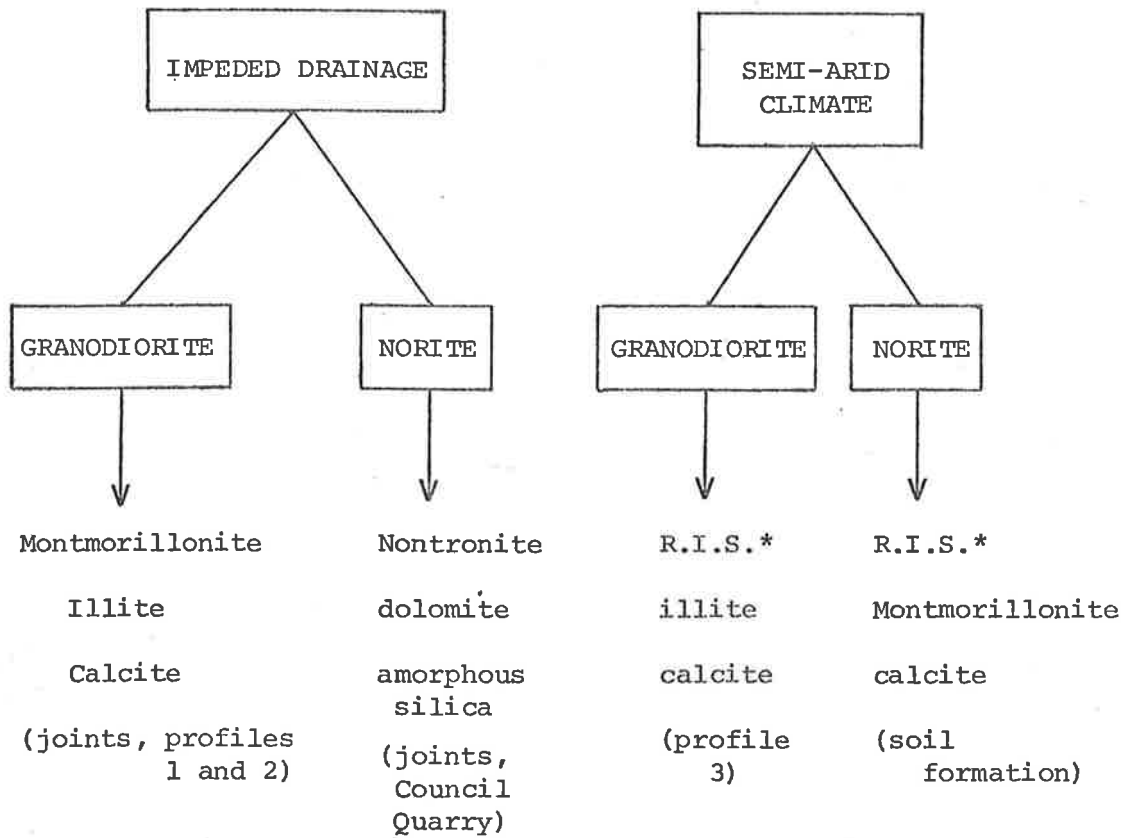 IMPEDED DRAINAGE
SEMI-ARID
CLIMATE
GRANODIORITE
NORITE
GRANODIORITE
NORITE
Montmorillonite
Illite
Calcite
(joints, profiles
1 and 2)
Nontronite
dolomite
amorphous
silica
(joints,
Council
Quarry)
R.I.S.*
illite
calcite
(profile
3)
R.I.S.*
Montmorillonite
calcite
(soil
formation)